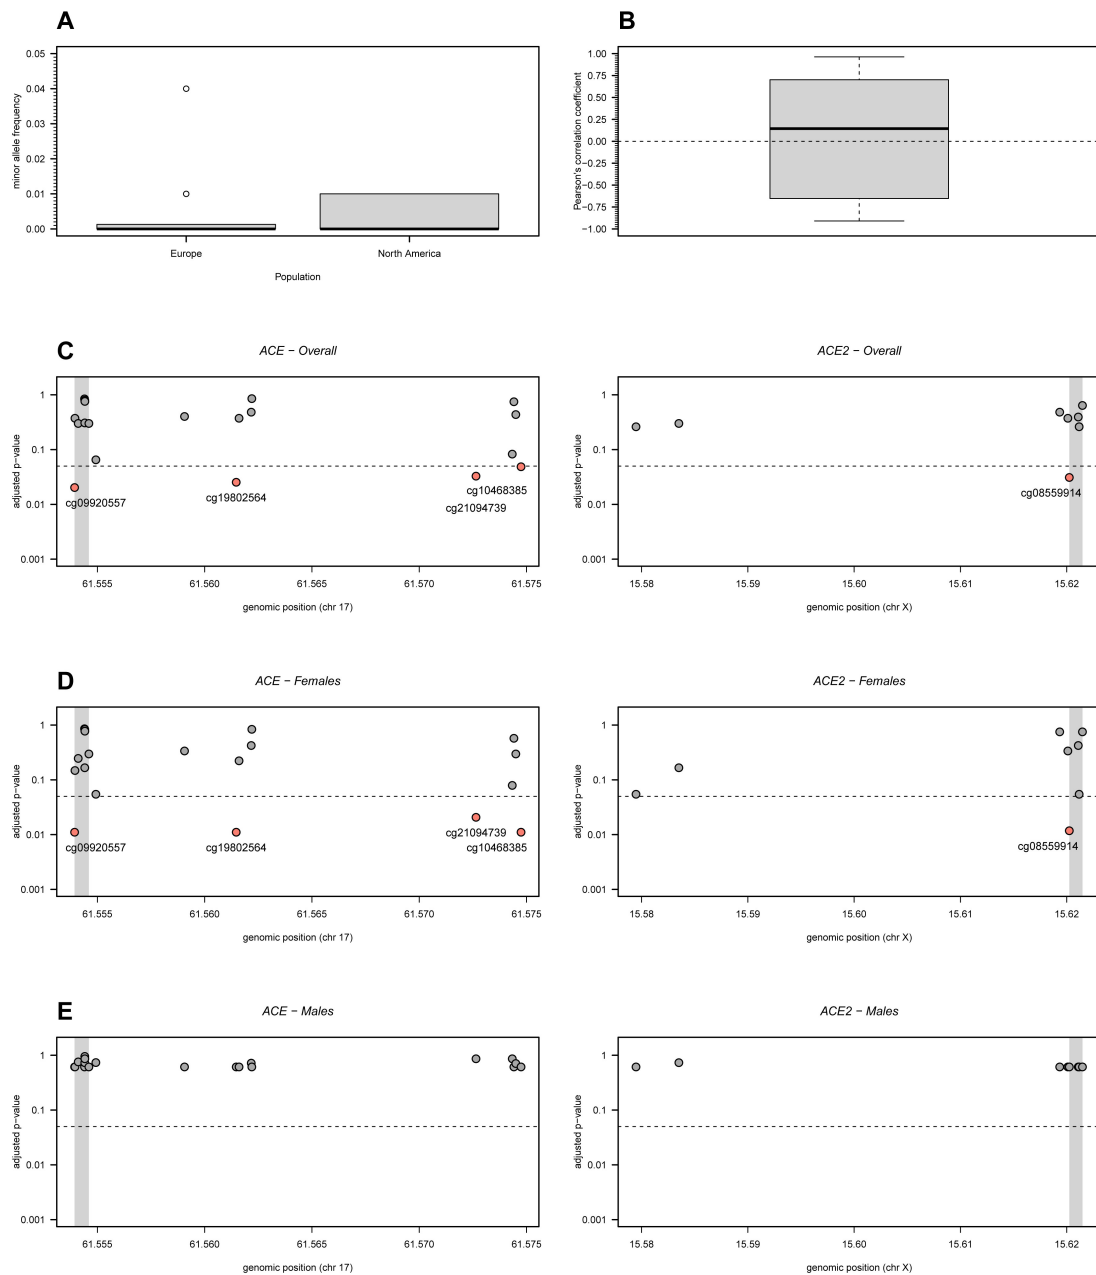 A
B
minor allele frequency
0.05
0.04
0.03
0.02
0.01
0.00
Europe
North America
Population
Pearson's correlation coefficient
1.00
0.75
0.50
0.25
0.00
−0.25
−0.50
−0.75
−1.00
C
ACE − Overall
adjusted p−value
1
0.1
0.01
0.001
cg09920557
cg19802564
cg10468385
cg21094739
61.555
61.560
61.565
61.570
61.575
genomic position (chr 17)
ACE2 − Overall
adjusted p−value
1
0.1
0.01
0.001
cg08559914
15.58
15.59
15.60
15.61
15.62
genomic position (chr X)
D
ACE − Females
adjusted p−value
1
0.1
0.01
0.001
cg09920557
cg19802564
cg21094739
cg10468385
61.555
61.560
61.565
61.570
61.575
genomic position (chr 17)
ACE2 − Females
adjusted p−value
1
0.1
0.01
0.001
cg08559914
15.58
15.59
15.60
15.61
15.62
genomic position (chr X)
E
ACE − Males
adjusted p−value
1
0.1
0.01
0.001
61.555
61.560
61.565
61.570
61.575
genomic position (chr 17)
ACE2 − Males
adjusted p−value
1
0.1
0.01
0.001
15.58
15.59
15.60
15.61
15.62
genomic position (chr X)